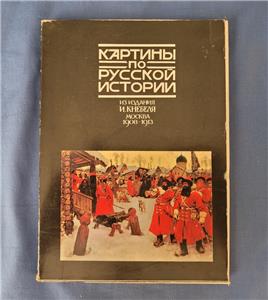 КАРТИНЫ
ПО
РУССКОЙ
ИСТОРИИ
ИЗ ИЗДАНИЯ
И. КНЕБЕЛЯ
МОСКВА
1908-1913